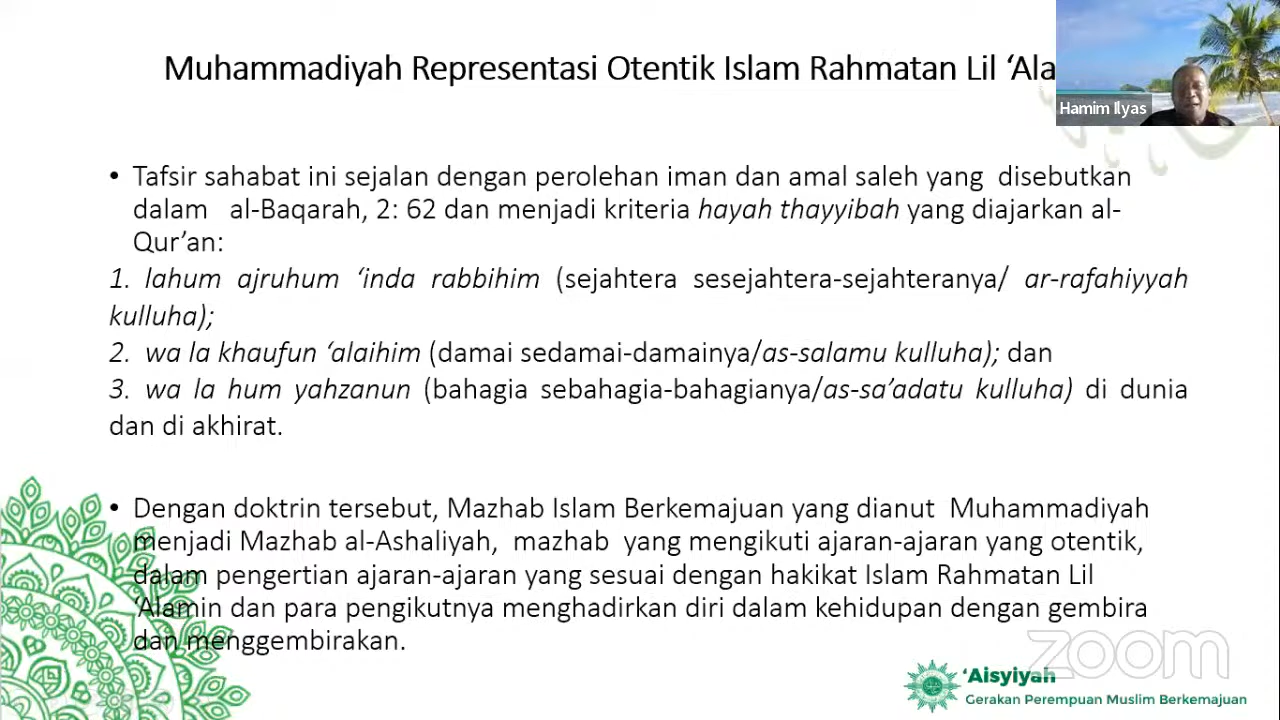 Muhammadiyah Representasi Otentik Islam Rahmatan Lil ‘Ala
Hamim Ilyas
• Tafsir sahabat ini sejalan dengan perolehan iman dan amal saleh yang disebutkan
dalam al-Baqarah, 2: 62 dan menjadi kriteria hayah thayyibah yang diajarkan al-
Qur’an:
1. lahum ajruhum ‘inda rabbihim (sejahtera sesejahtera-sejahteranya/ ar-rafahiyyah
kulluha);
2. wa la khaufun ‘alaihim (damai sedamai-damainya/as-salamu kulluha); dan
3. wa la hum yahzanun (bahagia sebahagia-bahagianya/as-sa’adatu kulluha) di dunia
dan di akhirat.
• Dengan doktrin tersebut, Mazhab Islam Berkemajuan yang dianut Muhammadiyah
menjadi Mazhab al-Ashaliyah, mazhab yang mengikuti ajaran-ajaran yang otentik,
dalam pengertian ajaran-ajaran yang sesuai dengan hakikat Islam Rahmatan Lil
‘Alamin dan para pengikutnya menghadirkan diri dalam kehidupan dengan gembira
dan menggembirakan.
zoom
‘Aisyiyah
Gerakan Perempuan Muslim Berkemajuan